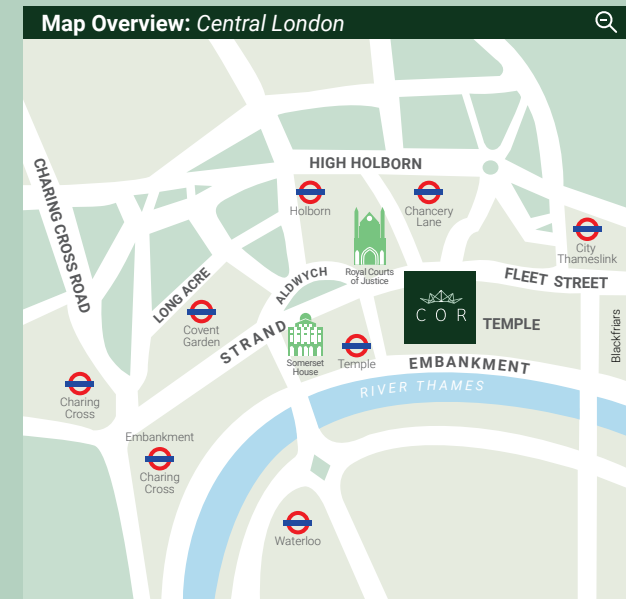 Map Overview: Central London
HIGH HOLBORN
CHARING CROSS ROAD
Holborn
Chancery
Lane
City
Thameslink
Royal Courts
of Justice
ALDWYCH
LONG ACRE
FLEET STREET
COR
TEMPLE
Covent
Garden
STRAND
Somerset
House
Temple
Blackfriars
EMBANKMENT
RIVER THAMES
Charing
Cross
Embankment
Charing
Cross
Waterloo